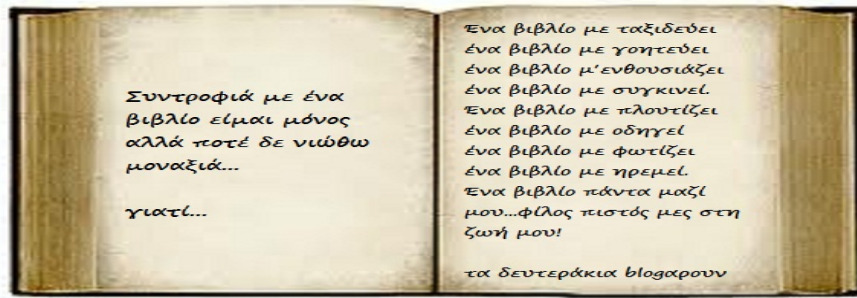 Συντροφιά με ένα
βιβλίο είμαι μόνος
αλλά ποτέ δε νιώθω
μοναξιά...
γιατί...
Ένα βιβλίο με ταξιδεύει
ένα βιβλίο με γοητεύει
ένα βιβλίο μ'ενθουσιάζει
ένα βιβλίο με συγκινεί.
Ένα βιβλίο με πλουτίζει
ένα βιβλίο με οδηγεί
ένα βιβλίο με φωτίζει
ένα βιβλίο με ηρεμεί.
Ένα βιβλίο πάντα μαζί
μου...φίλος πιστός μες στη
ζωή μου!
τα δευτεράκια blogαρουν